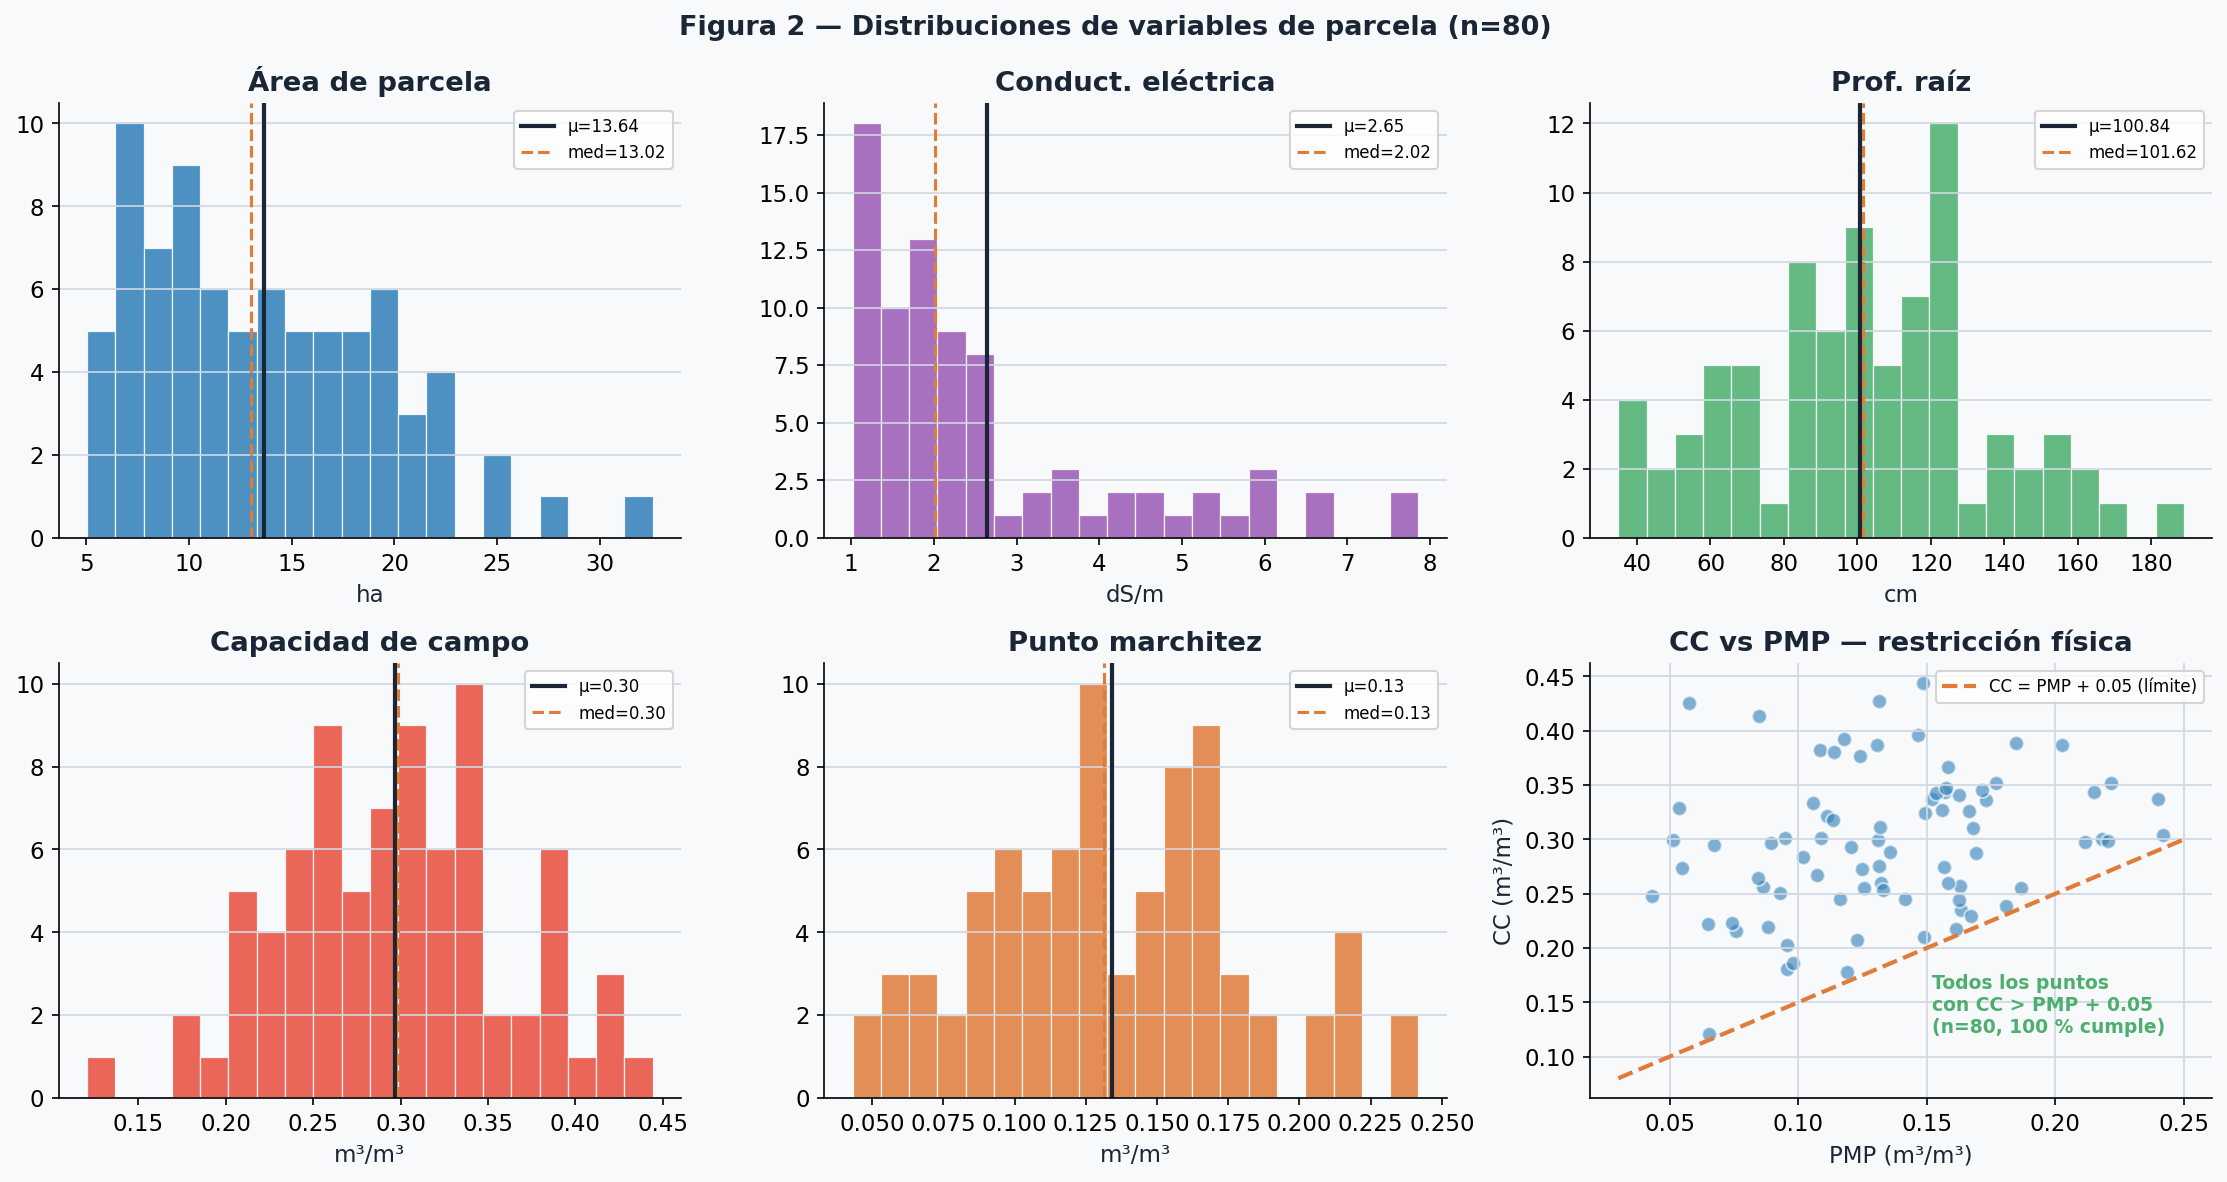 Figura 2 — Distribuciones de variables de parcela (n=80)
Área de parcela
μ=13.64
med=13.02
10
8
6
4
2
0
5 10 15 20 25 30
ha
Conduct. eléctrica
μ=2.65
med=2.02
17.5
15.0
12.5
10.0
7.5
5.0
2.5
0.0
1 2 3 4 5 6 7 8
dS/m
Prof. raíz
μ=100.84
med=101.62
12
10
8
6
4
2
0
40 60 80 100 120 140 160 180
cm
Capacidad de campo
μ=0.30
med=0.30
10
8
6
4
2
0
0.15 0.20 0.25 0.30 0.35 0.40 0.45
m³/m³
Punto marchitez
μ=0.13
med=0.13
10
8
6
4
2
0
0.050 0.075 0.100 0.125 0.150 0.175 0.200 0.225 0.250
m³/m³
CC vs PMP — restricción física
CC = PMP + 0.05 (límite)
CC (m³/m³)
0.45
0.40
0.35
0.30
0.25
0.20
0.15
0.10
Todos los puntos
con CC > PMP + 0.05
(n=80, 100 % cumple)
0.05 0.10 0.15 0.20 0.25
PMP (m³/m³)